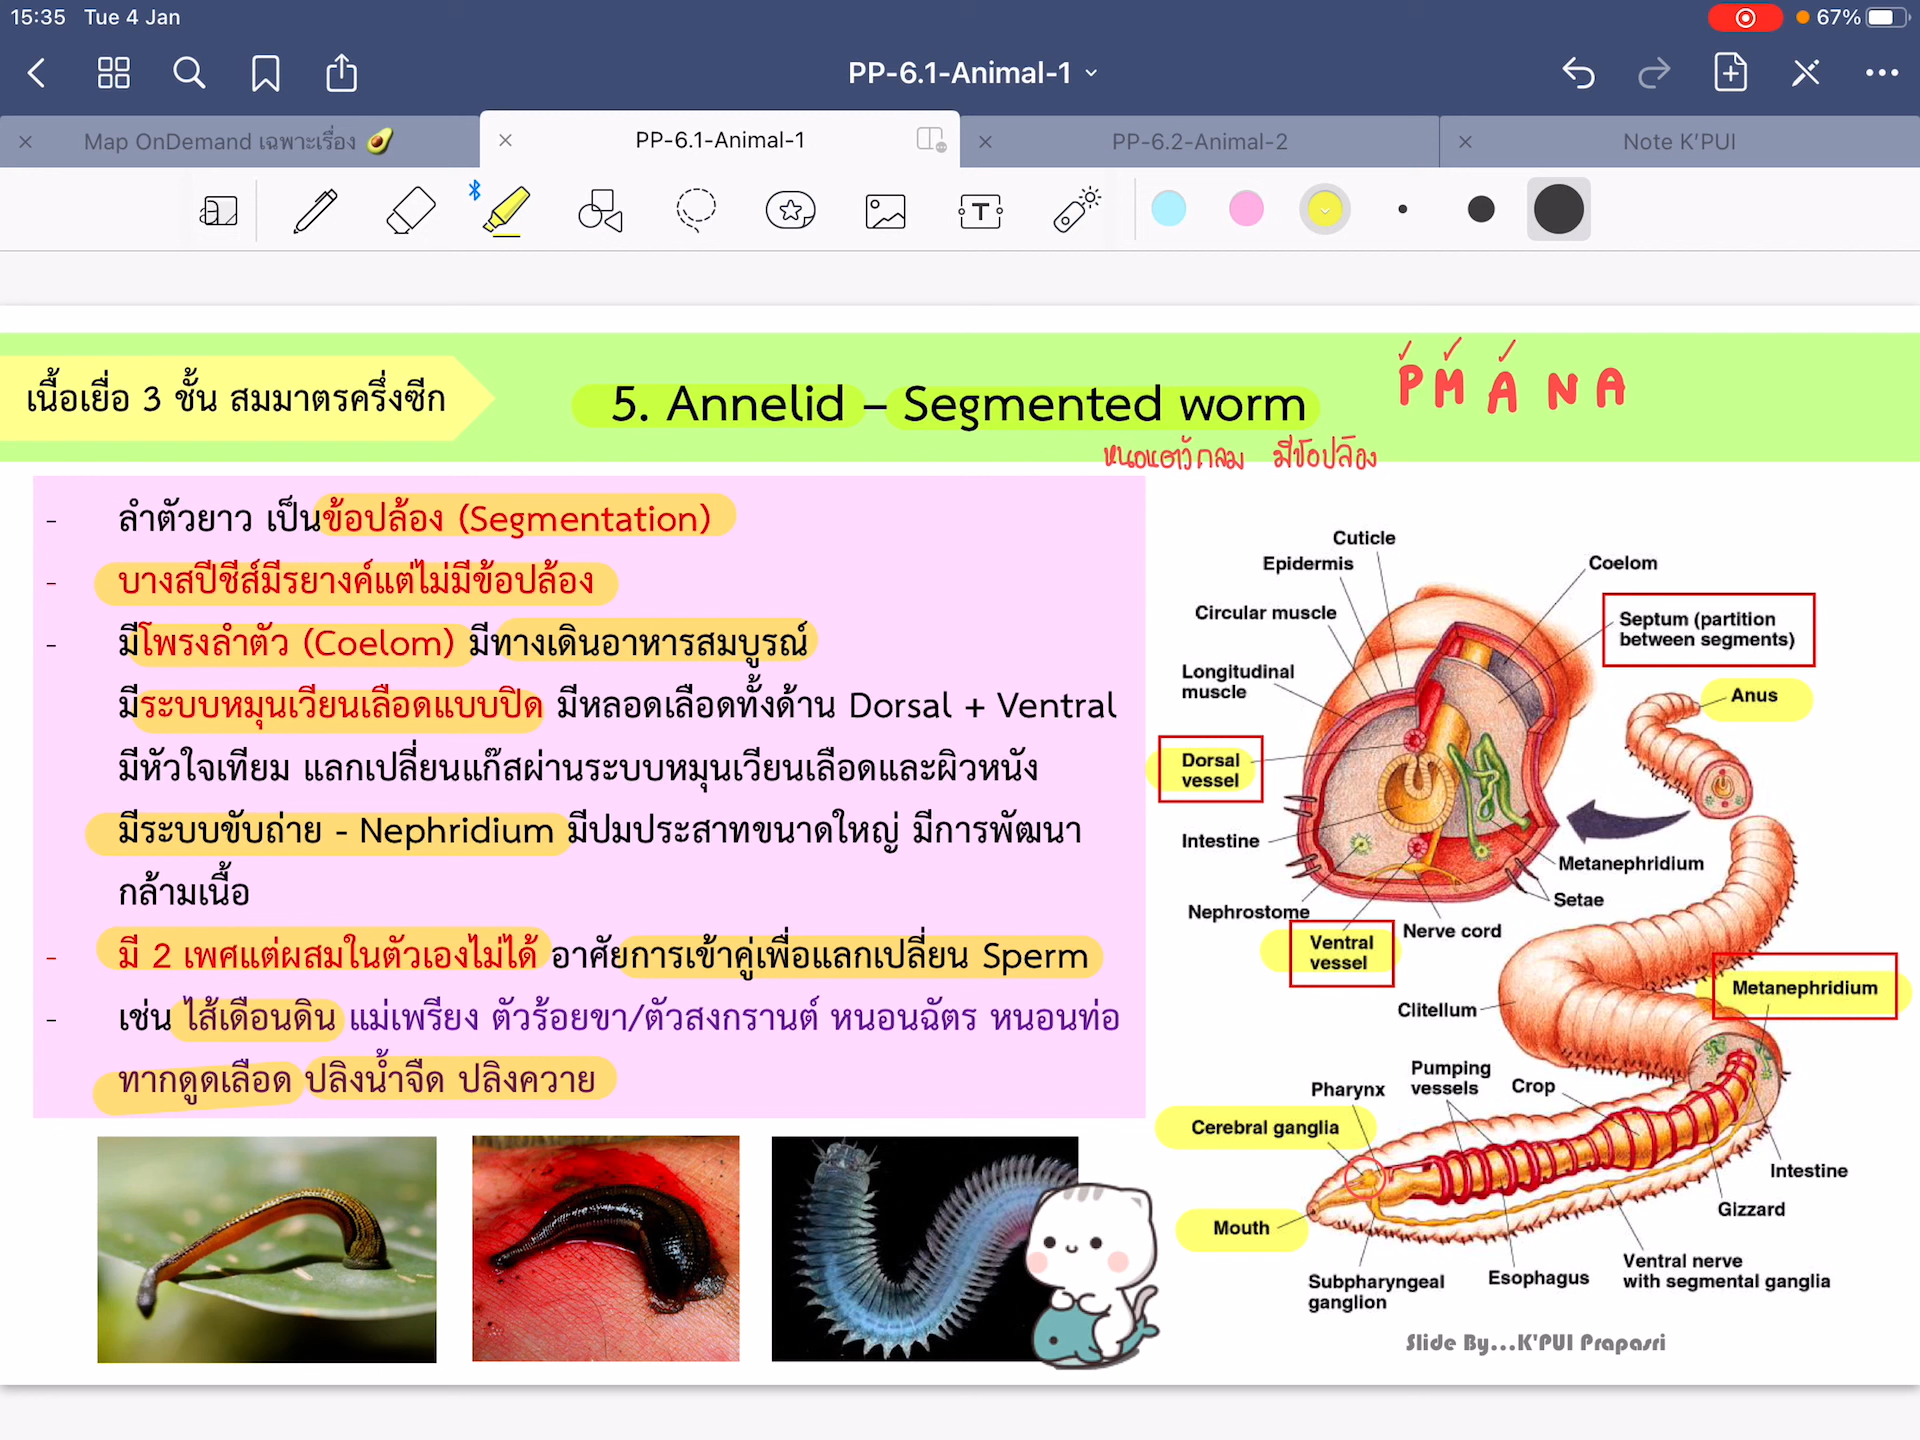 15:35 Tue 4 Jan
67%
PP-6.1-Animal-1
Map OnDemand เฉพาะเรื่อง 🥑
PP-6.1-Animal-1
PP-6.2-Animal-2
Note K'PUI
เนื้อเยื่อ 3 ชั้น สมมาตรครึ่งซีก
5. Annelid – Segmented worm
P M A N A
หนอนตัวกลม มีข้อปล้อง
- ลำตัวยาว เป็นข้อปล้อง (Segmentation)
- บางสปีชีส์มีรยางค์แต่ไม่มีข้อปล้อง
- มีโพรงลำตัว (Coelom) มีทางเดินอาหารสมบูรณ์
มีระบบหมุนเวียนเลือดแบบปิด มีหลอดเลือดทั้งด้าน Dorsal + Ventral
มีหัวใจเทียม แลกเปลี่ยนแก๊สผ่านระบบหมุนเวียนเลือดและผิวหนัง
มีระบบขับถ่าย - Nephridium มีปมประสาทขนาดใหญ่ มีการพัฒนา
กล้ามเนื้อ
- มี 2 เพศแต่ผสมในตัวเองไม่ได้ อาศัยการเข้าคู่เพื่อแลกเปลี่ยน Sperm
- เช่น ไส้เดือนดิน แม่เพรียง ตัวร้อยขา/ตัวสงกรานต์ หนอนฉัตร หนอนท่อ
ทากดูดเลือด ปลิงน้ำจืด ปลิงควาย
Cuticle
Epidermis
Coelom
Circular muscle
Septum (partition
between segments)
Longitudinal
muscle
Anus
Dorsal
vessel
Intestine
Metanephridium
Setae
Nephrostome
Nerve cord
Ventral
vessel
Metanephridium
Clitellum
Pumping
vessels
Pharynx
Crop
Cerebral ganglia
Intestine
Gizzard
Mouth
Ventral nerve
with segmental ganglia
Subpharyngeal
ganglion
Esophagus
Slide By...K'PUI Prapasri